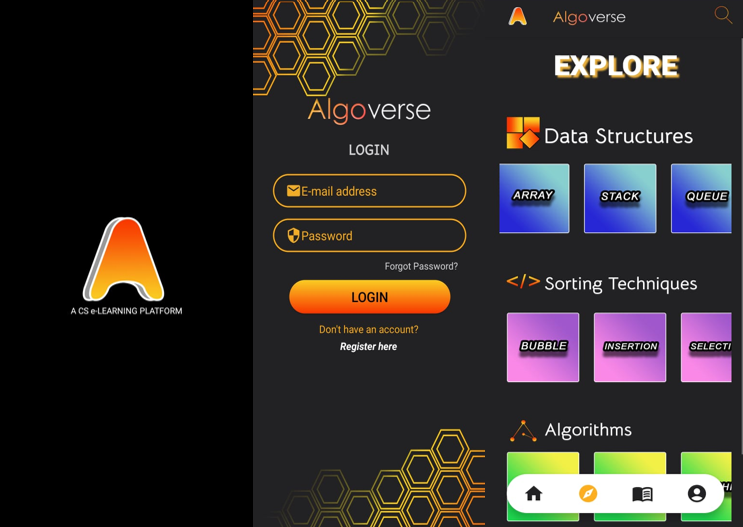 A
A CS e-LEARNING PLATFORM
Algoverse
LOGIN
E-mail address
Password
Forgot Password?
LOGIN
Don't have an account?
Register here
A
Algoverse
EXPLORE
Data Structures
ARRAY
STACK
QUEUE
</> Sorting Techniques
BUBBLE
INSERTION
SELECTI
Algorithms